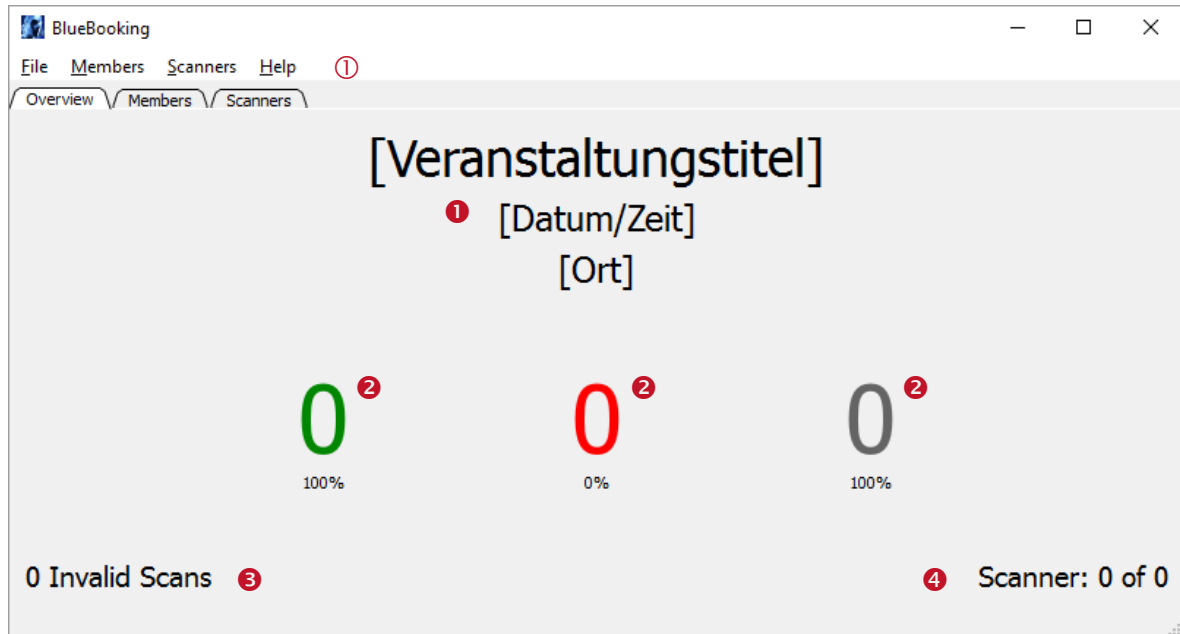 BlueBooking
File Members Scanners Help ①
Overview Members Scanners
[Veranstaltungstitel]
❶ [Datum/Zeit]
[Ort]
0 ❷ 0 ❷ 0 ❷
100% 0% 100%
0 Invalid Scans ❸ ❹ Scanner: 0 of 0